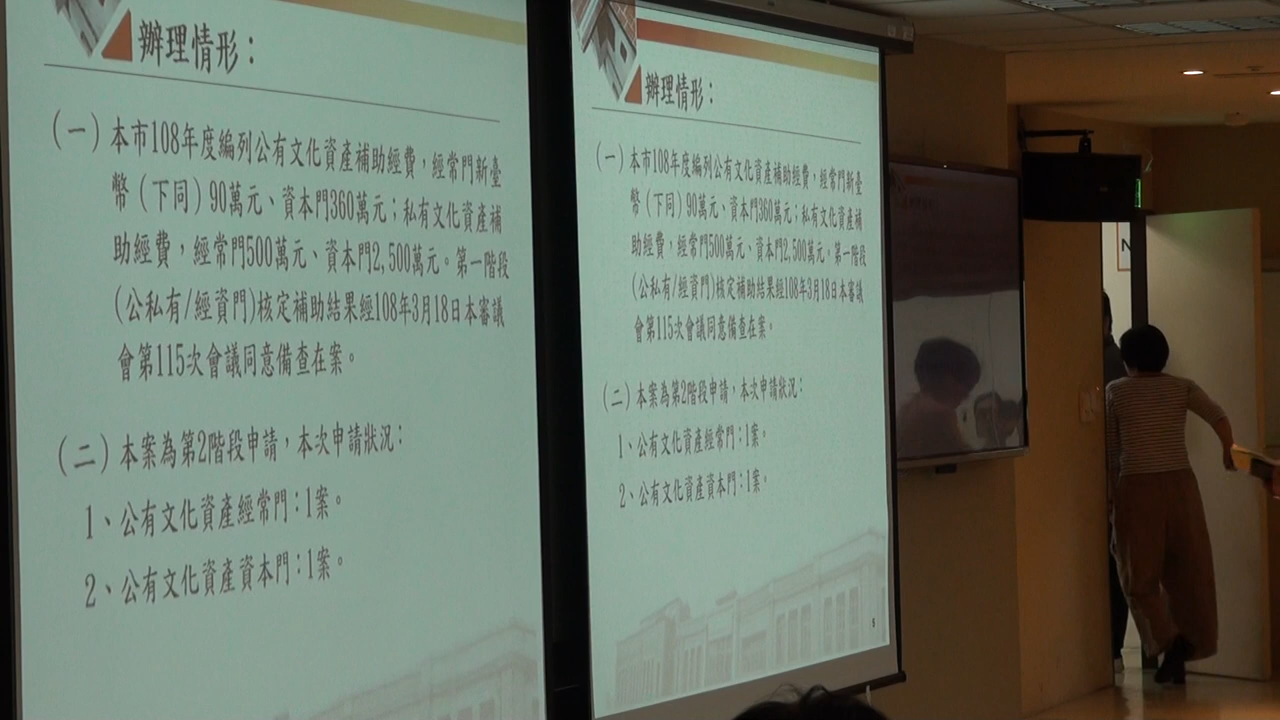 辦理情形：
(一)本市108年度編列公有文化資產補助經費，經常門新臺
幣（下同）90萬元、資本門360萬元；私有文化資產補
助經費，經常門500萬元、資本門2,500萬元。第一階段
(公私有/經資門)核定補助結果經108年3月18日本審議
會第115次會議同意備查在案。
(二)本案為第2階段申請，本次申請狀況：
1、公有文化資產經常門：1案。
2、公有文化資產資本門：1案。
辦理情形：
(一)本市108年度編列公有文化資產補助經費，經常門新臺
幣（下同）90萬元、資本門360萬元；私有文化資產補
助經費，經常門500萬元、資本門2,500萬元。第一階段
(公私有/經資門)核定補助結果經108年3月18日本審議
會第115次會議同意備查在案。
(二)本案為第2階段申請，本次申請狀況：
1、公有文化資產經常門：1案。
2、公有文化資產資本門：1案。
5
N